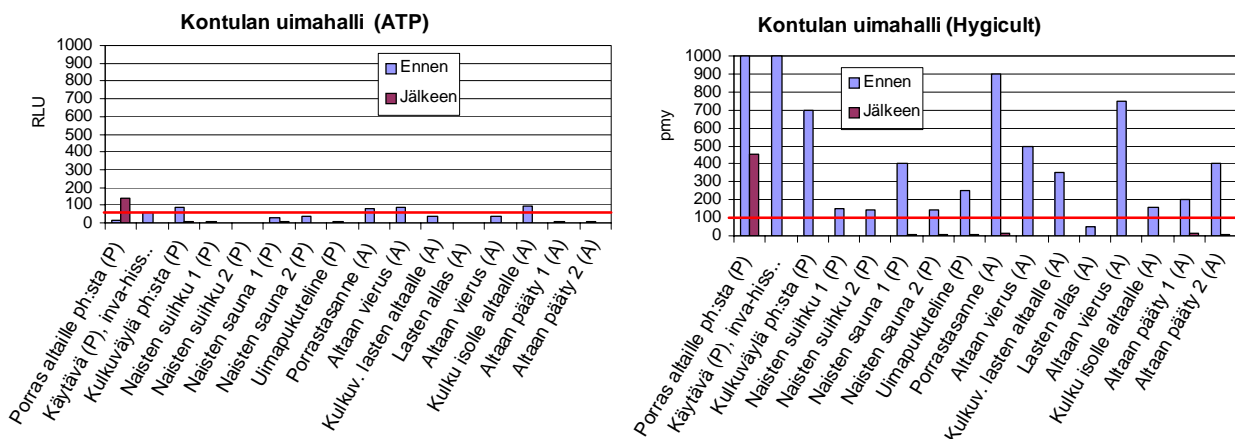 Kontulan uimahalli (ATP)
1000
900
800
700
600
500
400
300
200
100
0
RLU
Ennen
Jälkeen
Porras altaille ph:sta (P)
Käytävä (P), inva-hiss...
Kulkuväylä ph:sta (P)
Naisten suihku 1 (P)
Naisten suihku 2 (P)
Naisten sauna 1 (P)
Naisten sauna 2 (P)
Uimapukuteline (P)
Porrastasanne (A)
Altaan vierus (A)
Kulkuv. lasten altaalle (A)
Lasten allas (A)
Altaan vierus (A)
Kulku isolle altaalle (A)
Altaan pääty 1 (A)
Altaan pääty 2 (A)
Kontulan uimahalli (Hygicult)
1000
900
800
700
600
500
400
300
200
100
0
pmy
Ennen
Jälkeen
Porras altaille ph:sta (P)
Käytävä (P), inva-hiss...
Kulkuväylä ph:sta (P)
Naisten suihku 1 (P)
Naisten suihku 2 (P)
Naisten sauna 1 (P)
Naisten sauna 2 (P)
Uimapukuteline (P)
Porrastasanne (A)
Altaan vierus (A)
Kulkuv. lasten altaalle (A)
Lasten allas (A)
Altaan vierus (A)
Kulku isolle altaalle (A)
Altaan pääty 1 (A)
Altaan pääty 2 (A)